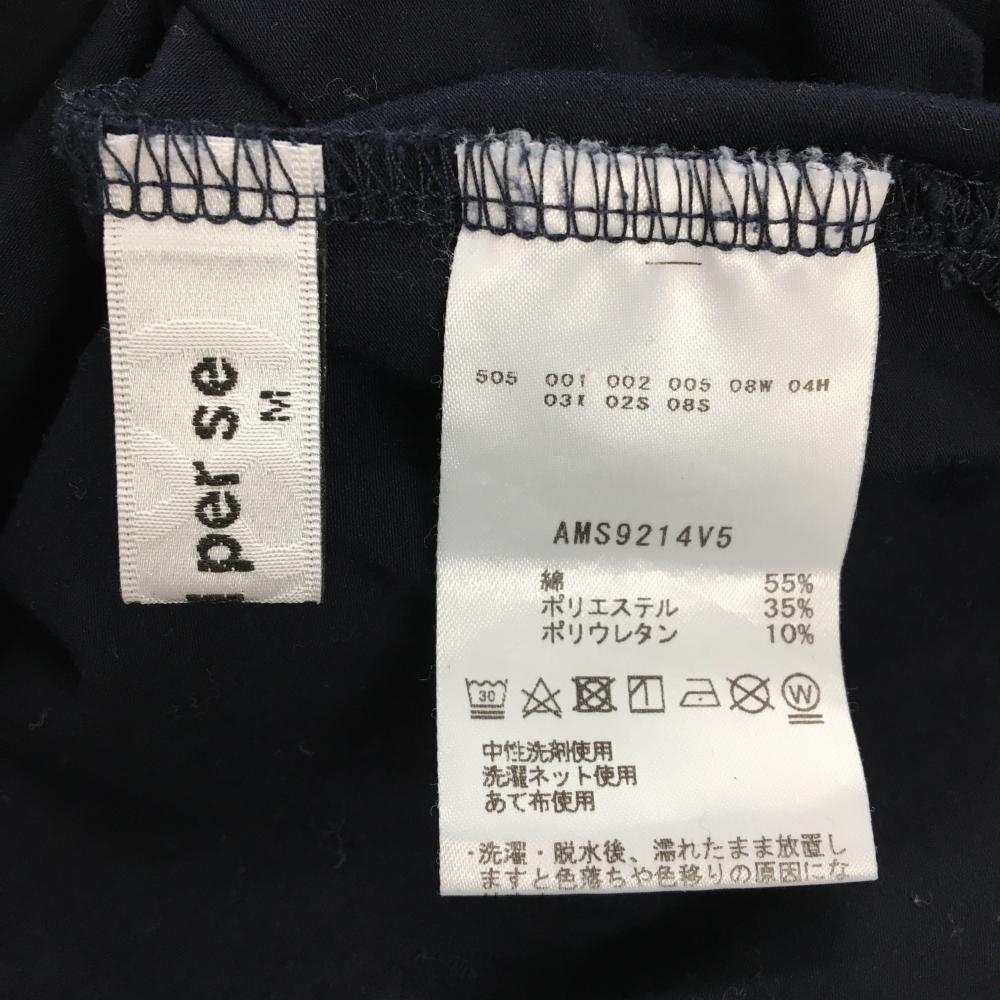 per se
M
505 001 002 005 08W 04H
02S 08S
AMS9214V5
綿 55%
ポリエステル 35%
ポリウレタン 10%
30
W
中性洗剤使用
洗濯ネット使用
あて布使用
・洗濯・脱水後、濡れたまま放置し
ますと色落ちや色移りの原因にな